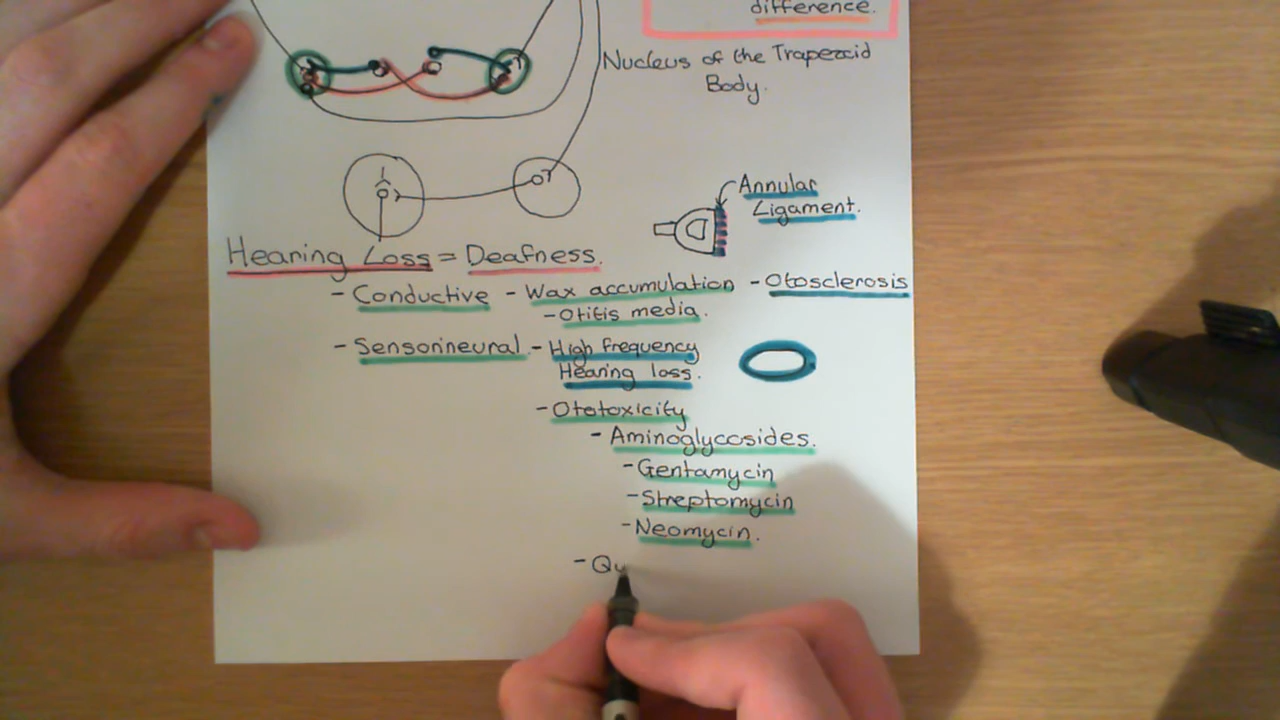 difference.
Nucleus of the Trapezoid
Body.
Annular
Ligament.
Hearing Loss = Deafness.
- Conductive - Wax accumulation - Otosclerosis
- Otitis media.
- Sensorineural - High frequency
Hearing loss.
- Ototoxicity
- Aminoglycosides.
- Gentamycin
- Streptomycin
- Neomycin.
- Qu